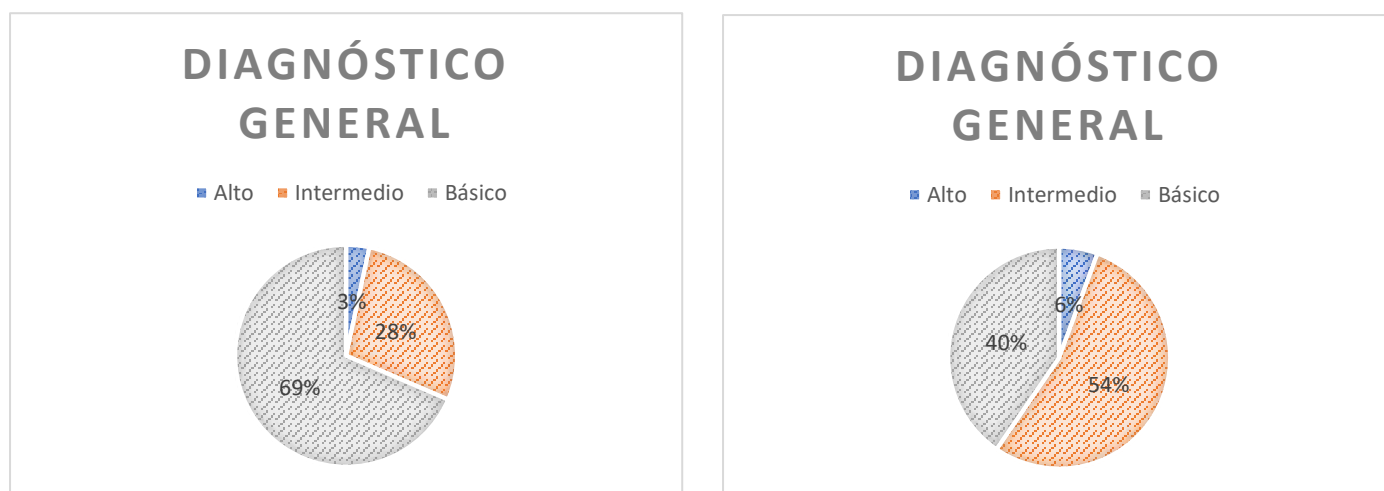 DIAGNÓSTICO
GENERAL
Alto Intermedio Básico
3%
28%
69%
DIAGNÓSTICO
GENERAL
Alto Intermedio Básico
6%
40%
54%